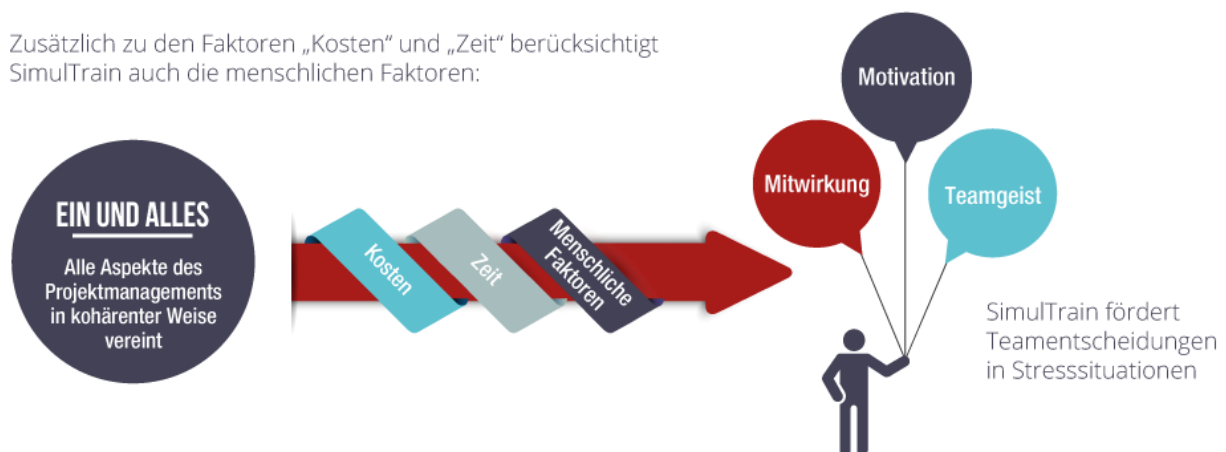 Zusätzlich zu den Faktoren „Kosten“ und „Zeit“ berücksichtigt
SimulTrain auch die menschlichen Faktoren:
EIN UND ALLES
Alle Aspekte des
Projektmanagements
in kohärenter Weise
vereint
Kosten
Zeit
Menschliche
Faktoren
Motivation
Mitwirkung
Teamgeist
SimulTrain fördert
Teamentscheidungen
in Stresssituationen